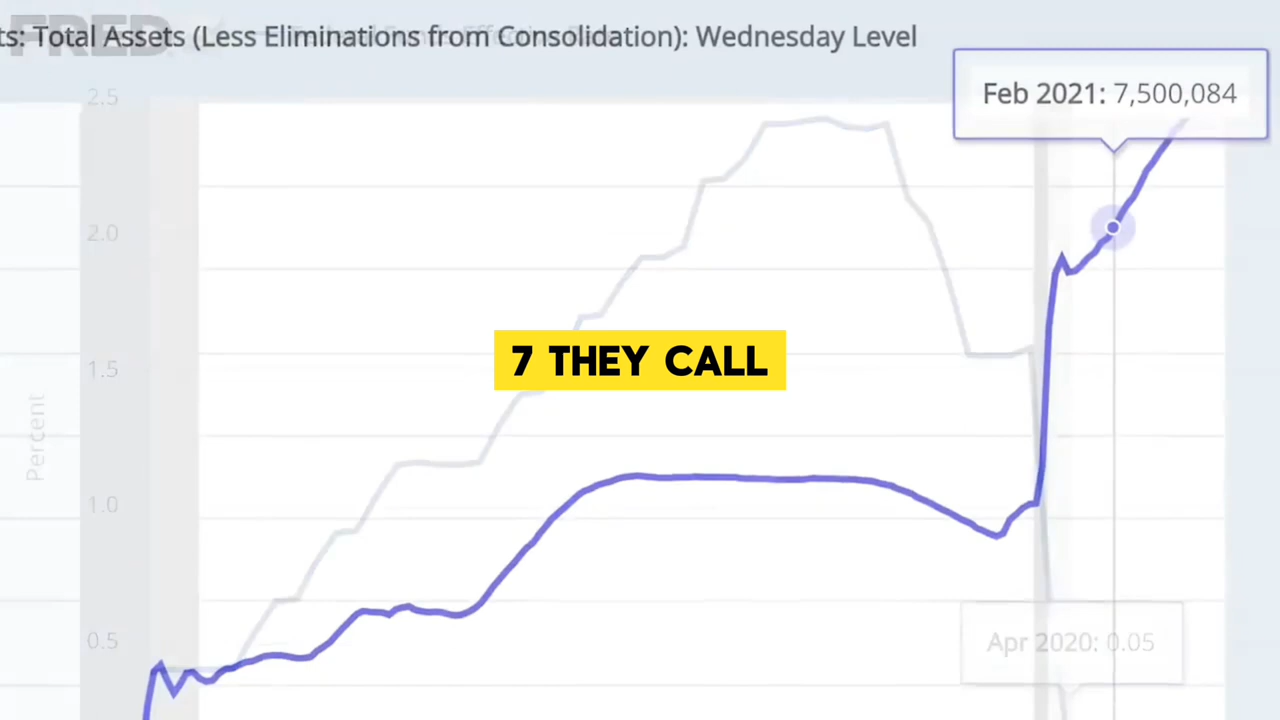 FRED
ts: Total Assets (Less Eliminations from Consolidation): Wednesday Level
Feb 2021: 7,500,084
2.5
2.0
1.5
1.0
0.5
Percent
7 THEY CALL
Apr 2020: 0.05